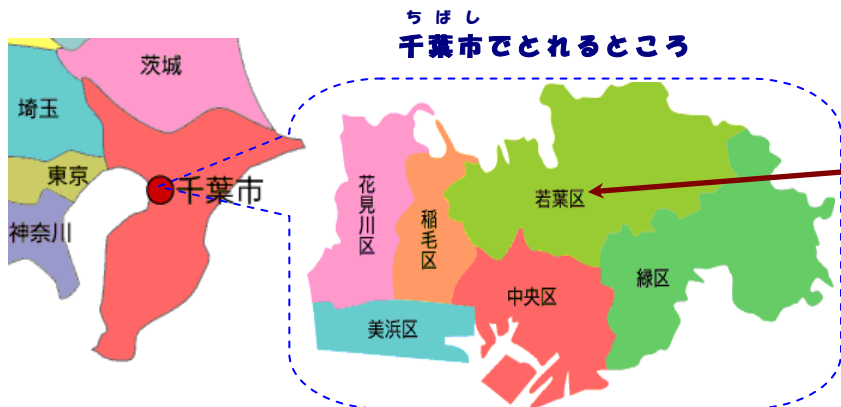 ちばし
千葉市でとれるところ
茨城
埼玉
東京
千葉市
神奈川
花見川区
稲毛区
若葉区
緑区
中央区
美浜区